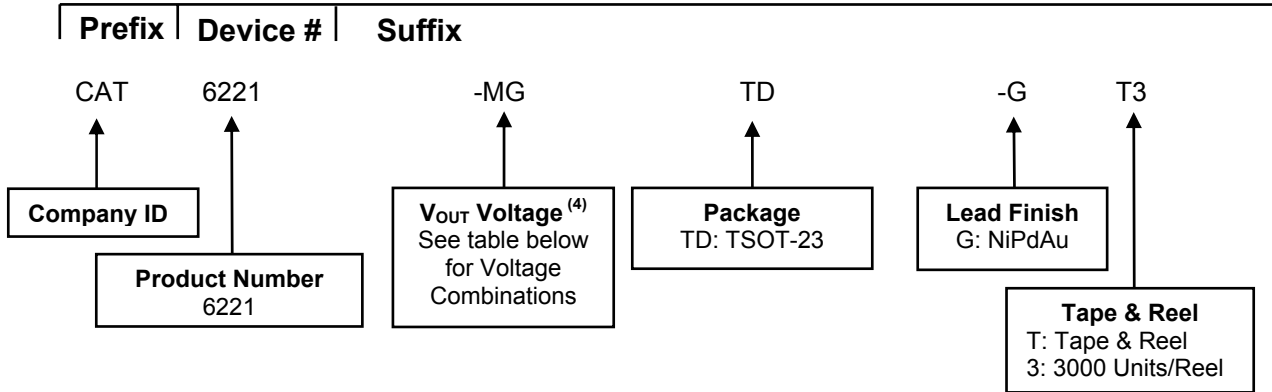 Prefix Device # Suffix
CAT 6221 -MG TD -G T3
Company ID
Product Number
6221
VOUT Voltage (4)
See table below
for Voltage
Combinations
Package
TD: TSOT-23
Lead Finish
G: NiPdAu
Tape & Reel
T: Tape & Reel
3: 3000 Units/Reel